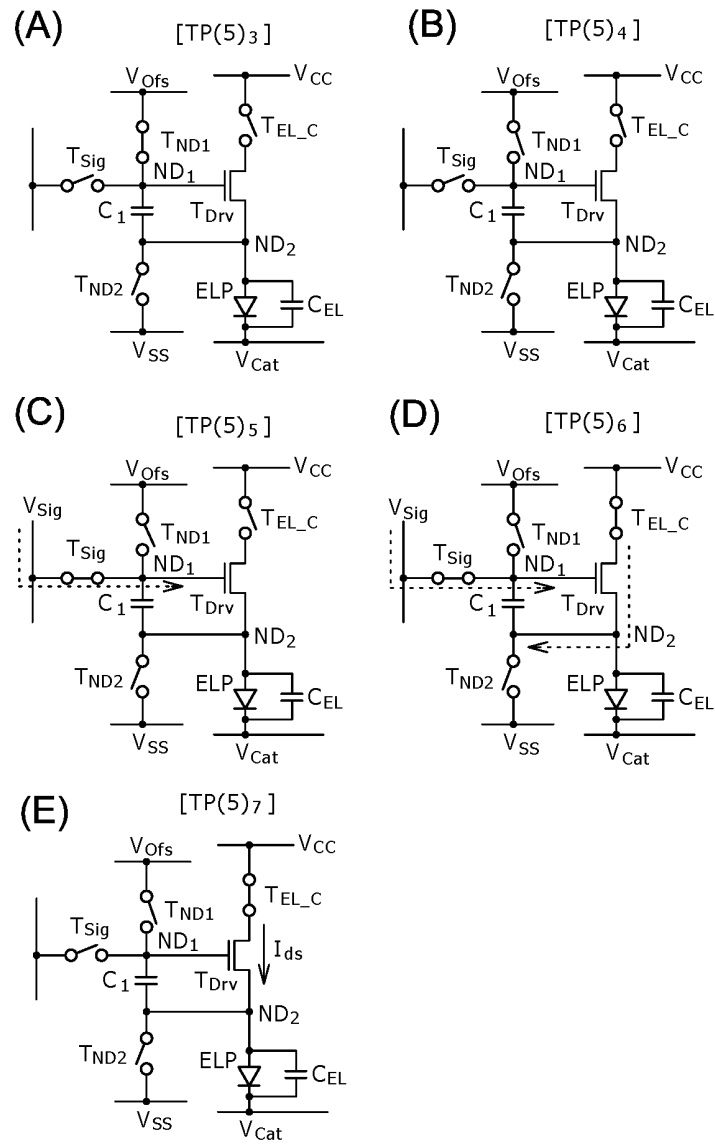 (A) [TP(5)3] (B) [TP(5)4]
VOfs VCC VOfs VCC
TND1 TEL_C TND1 TEL_C
TSig ND1 TSig ND1
C1 TDrv C1 TDrv
ND2 ND2
TND2 ELP CEL TND2 ELP CEL
VSS VCat VSS VCat
(C) [TP(5)5] (D) [TP(5)6]
VOfs VCC VOfs VCC
VSig TND1 TEL_C VSig TND1 TEL_C
TSig ND1 TSig ND1
C1 TDrv C1 TDrv
ND2 ND2
TND2 ELP CEL TND2 ELP CEL
VSS VCat VSS VCat
(E) [TP(5)7]
VOfs VCC
TND1 TEL_C
TSig ND1 Ids
C1 TDrv
ND2
TND2 ELP CEL
VSS VCat